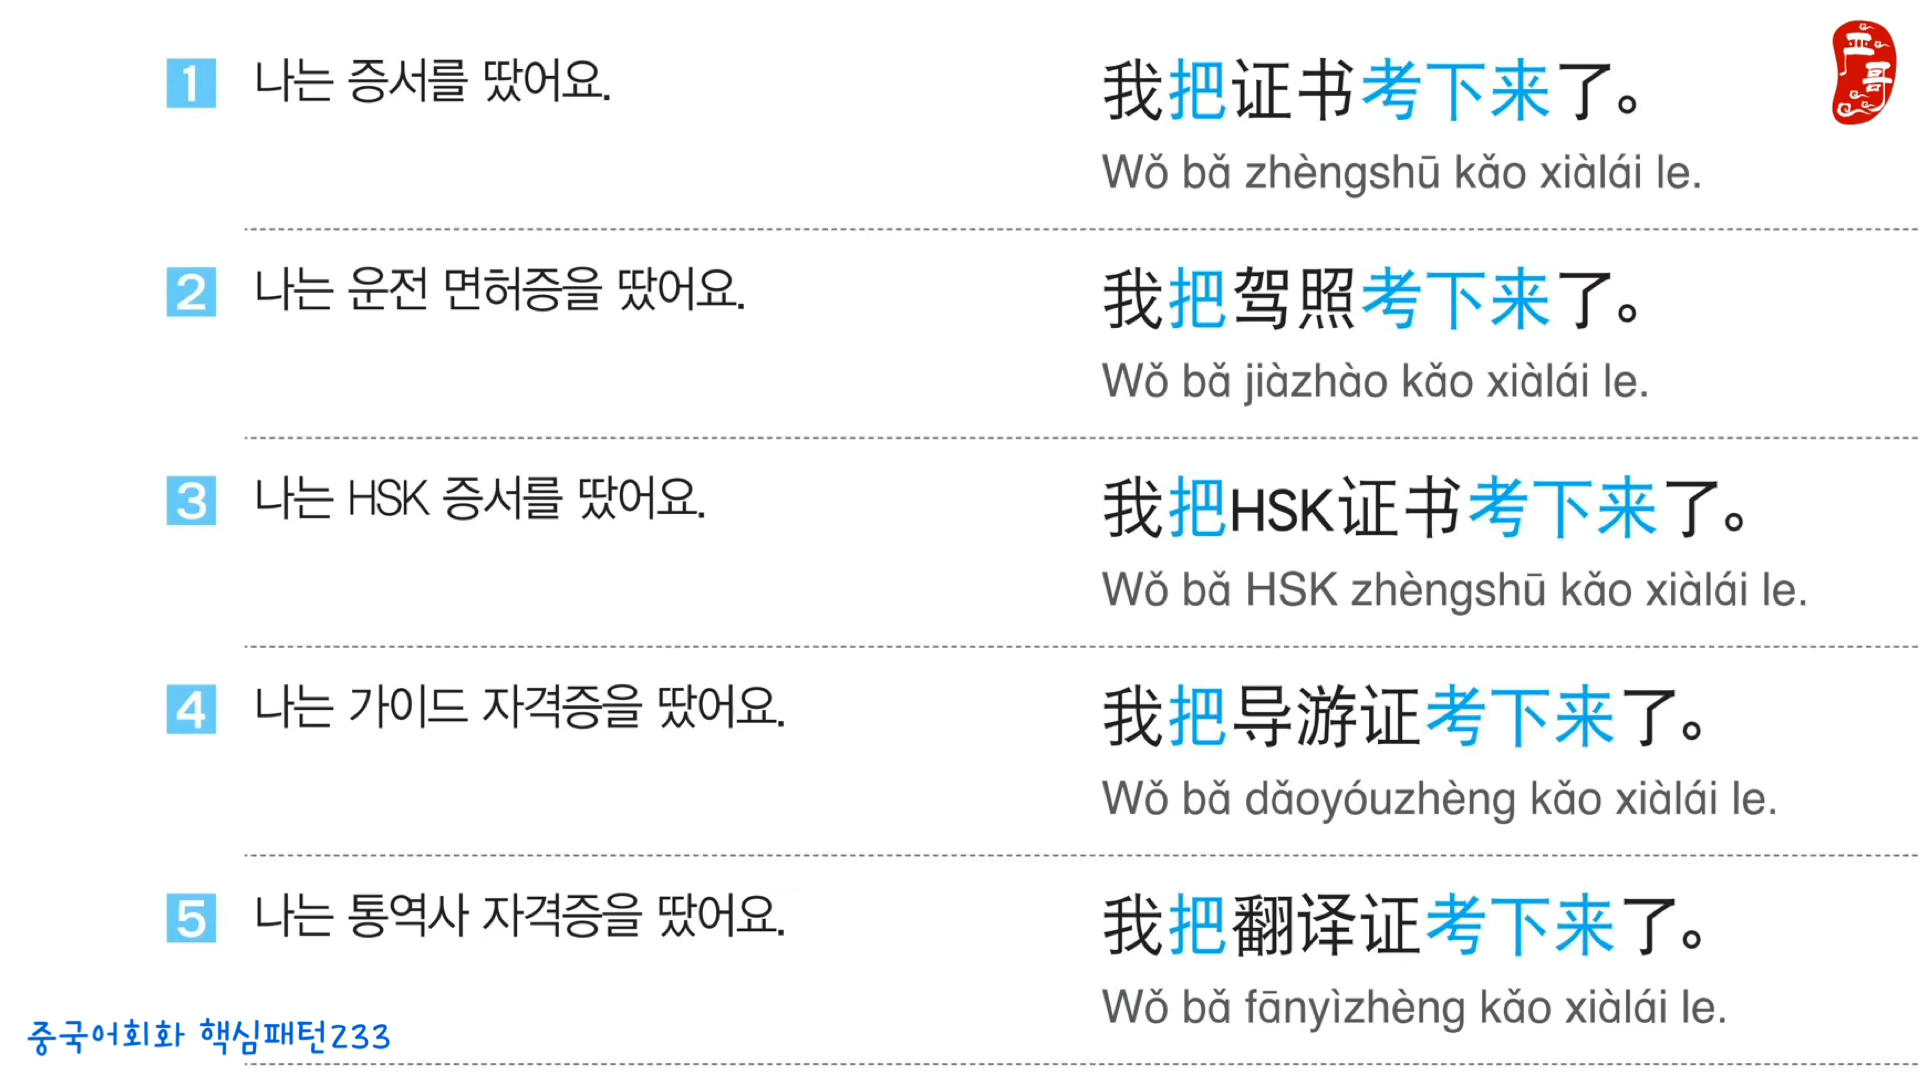 1 나는 증서를 땄어요.
我把证书考下来了。
Wǒ bǎ zhèngshū kǎo xiàlái le.
2 나는 운전 면허증을 땄어요.
我把驾照考下来了。
Wǒ bǎ jiàzhào kǎo xiàlái le.
3 나는 HSK 증서를 땄어요.
我把HSK证书考下来了。
Wǒ bǎ HSK zhèngshū kǎo xiàlái le.
4 나는 가이드 자격증을 땄어요.
我把导游证考下来了。
Wǒ bǎ dǎoyóuzhèng kǎo xiàlái le.
5 나는 통역사 자격증을 땄어요.
我把翻译证考下来了。
Wǒ bǎ fānyìzhèng kǎo xiàlái le.
중국어회화 핵심패턴233